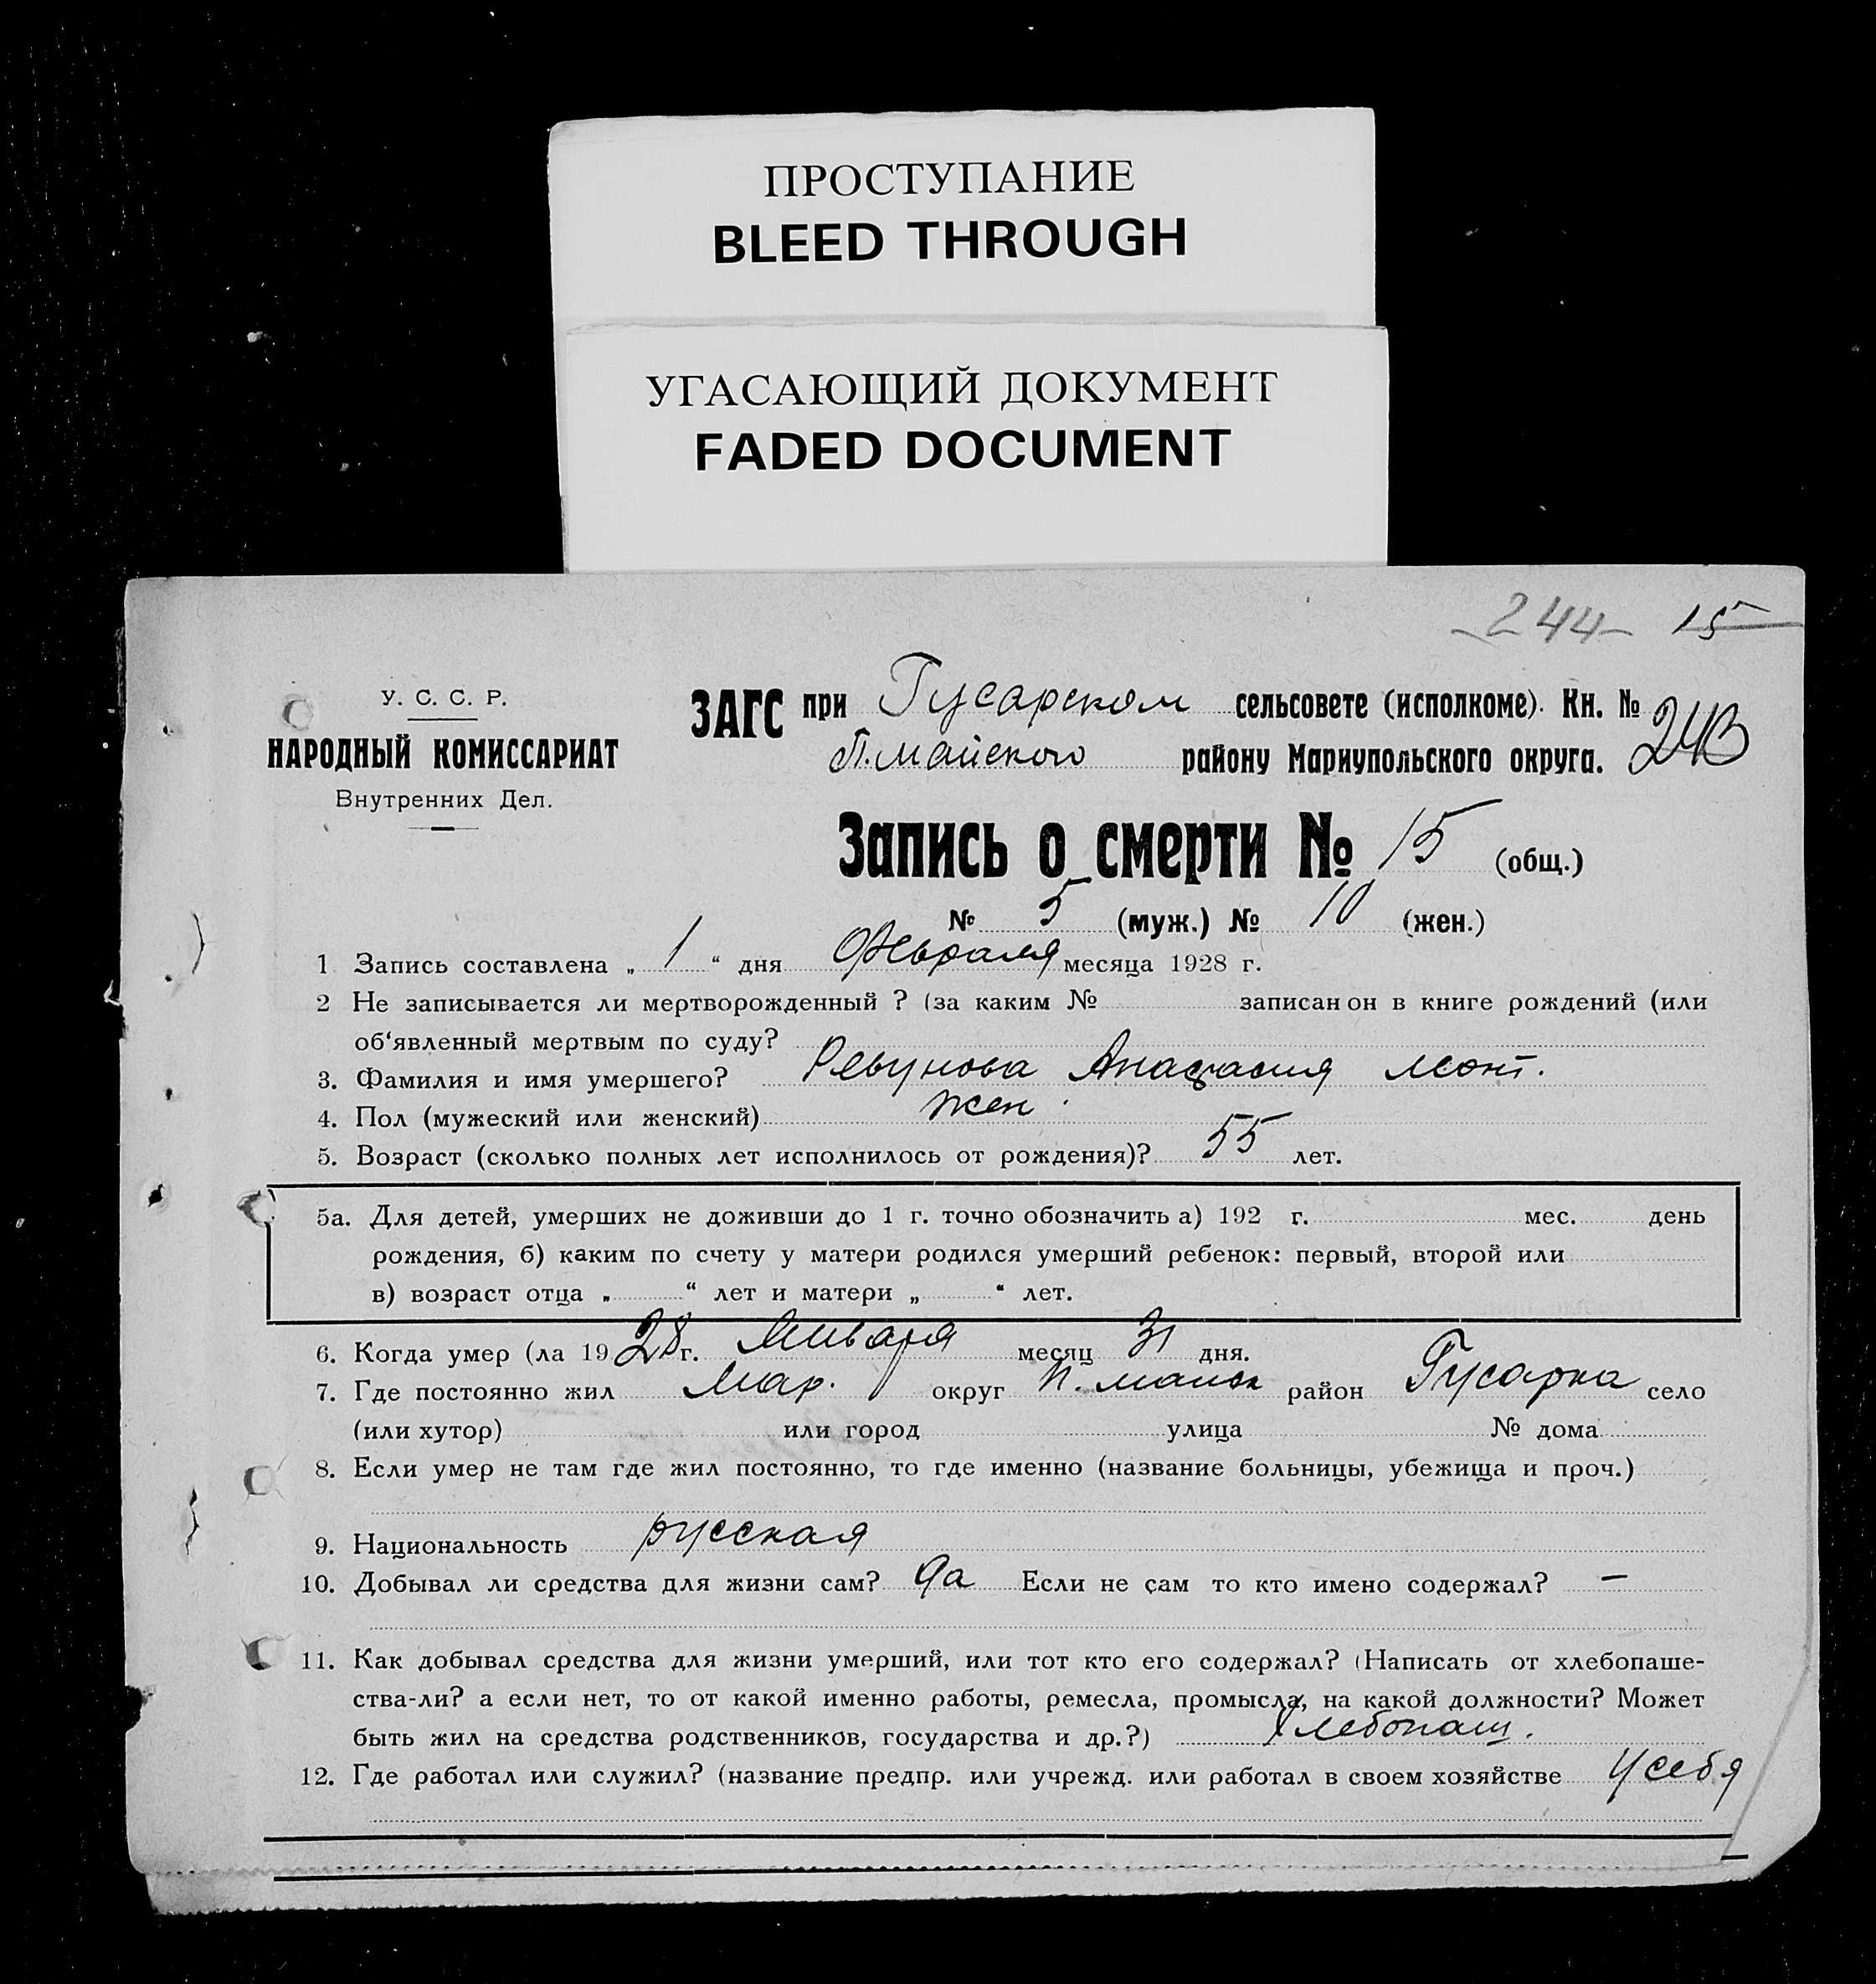 ПРОСТУПАНИЕ
BLEED THROUGH
УГАСАЮЩИЙ ДОКУМЕНТ
FADED DOCUMENT
244 15
У. С. С. Р.
НАРОДНЫЙ КОМИССАРИАТ
Внутренних Дел.
ЗАГС при Гусарском сельсовете (исполкоме). Кн. №
П.майского району Мариупольского округа.
Запись о смерти № 15 (общ.)
№ 5 (муж.) № 10 (жен.)
1 Запись составлена „ 1 “ дня Февраля месяца 1928 г.
2 Не записывается ли мертворожденный ? (за каким № записан он в книге рождений (или
об‘явленный мертвым по суду?
3. Фамилия и имя умершего? Ревунова Анастасия
4. Пол (мужеский или женский) жен.
5. Возраст (сколько полных лет исполнилось от рождения)? 55 лет.
5а. Для детей, умерших не доживши до 1 г. точно обозначить а) 192 г. мес. день
рождения, б) каким по счету у матери родился умерший ребенок: первый, второй или
в) возраст отца „ “ лет и матери „ “ лет.
6. Когда умер (ла 1928 г. Января месяц 31 дня.
7. Где постоянно жил Мар. округ П. майск район Гусарка село
(или хутор) или город улица № дома
8. Если умер не там где жил постоянно, то где именно (название больницы, убежища и проч.)
9. Национальность русская
10. Добывал ли средства для жизни сам? да Если не сам то кто имено содержал? —
11. Как добывал средства для жизни умерший, или тот кто его содержал? (Написать от хлебопаше-
ства-ли? а если нет, то от какой именно работы, ремесла, промысла, на какой должности? Может
быть жил на средства родственников, государства и др.?) Хлебопаш.
12. Где работал или служил? (название предпр. или учрежд. или работал в своем хозяйстве у себя